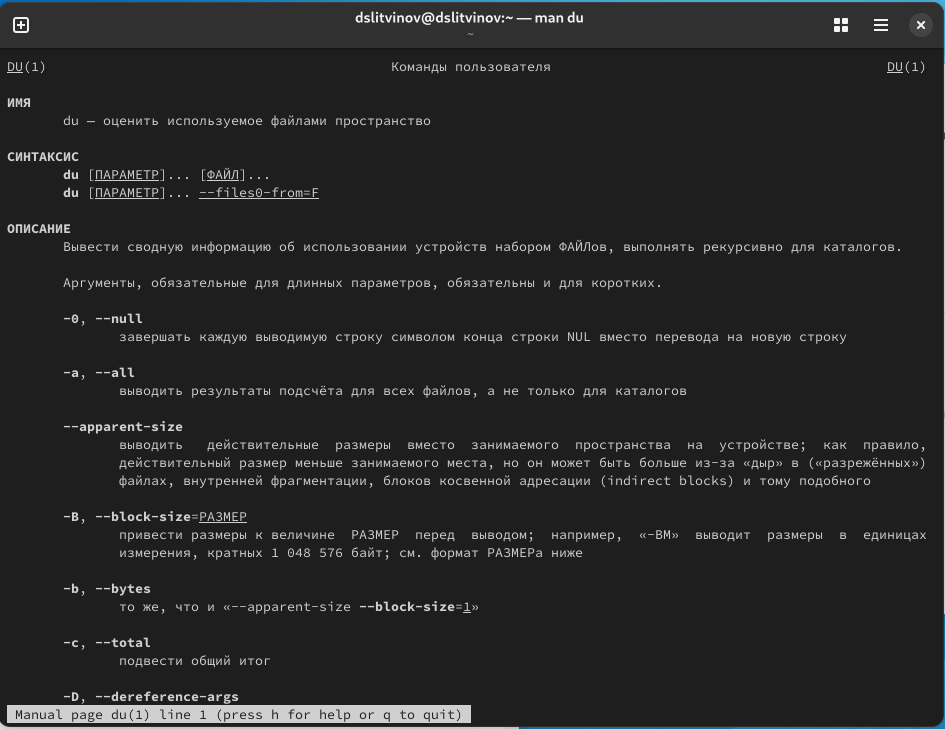 dslitvinov@dslitvinov:~ — man du
~
DU(1) Команды пользователя DU(1)
ИМЯ
du — оценить используемое файлами пространство
СИНТАКСИС
du [ПАРАМЕТР]... [ФАЙЛ]...
du [ПАРАМЕТР]... --files0-from=F
ОПИСАНИЕ
Вывести сводную информацию об использовании устройств набором ФАЙЛов, выполнять рекурсивно для каталогов.
Аргументы, обязательные для длинных параметров, обязательны и для коротких.
-0, --null
завершать каждую выводимую строку символом конца строки NUL вместо перевода на новую строку
-a, --all
выводить результаты подсчёта для всех файлов, а не только для каталогов
--apparent-size
выводить действительные размеры вместо занимаемого пространства на устройстве; как правило,
действительный размер меньше занимаемого места, но он может быть больше из-за «дыр» в («разрежённых»)
файлах, внутренней фрагментации, блоков косвенной адресации (indirect blocks) и тому подобного
-B, --block-size=РАЗМЕР
привести размеры к величине РАЗМЕР перед выводом; например, «-BM» выводит размеры в единицах
измерения, кратных 1 048 576 байт; см. формат РАЗМЕРа ниже
-b, --bytes
то же, что и «--apparent-size --block-size=1»
-c, --total
подвести общий итог
-D, --dereference-args
Manual page du(1) line 1 (press h for help or q to quit)